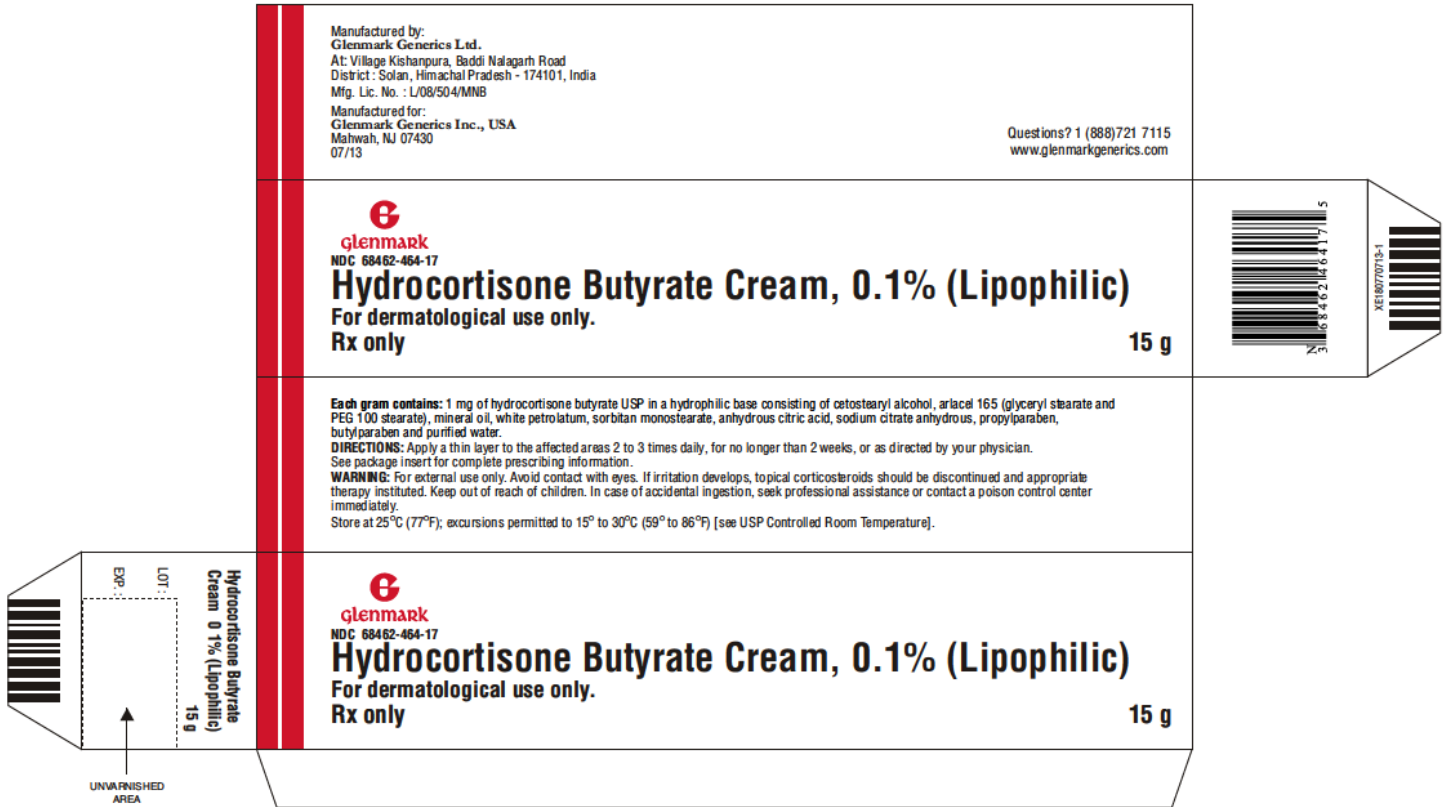 Manufactured by:
Glenmark Generics Ltd.
At: Village Kishanpura, Baddi Nalagarh Road
District : Solan, Himachal Pradesh - 174101, India
Mfg. Lic. No. : L/08/504/MNB
Manufactured for:
Glenmark Generics Inc., USA
Mahwah, NJ 07430
07/13
Questions? 1 (888)721 7115
www.glenmarkgenerics.com
glenmark
NDC 68462-464-17
Hydrocortisone Butyrate Cream, 0.1% (Lipophilic)
For dermatological use only.
Rx only
15 g
N
3 68462 46417 5
XE180770713-1
Each gram contains: 1 mg of hydrocortisone butyrate USP in a hydrophilic base consisting of cetostearyl alcohol, arlacel 165 (glyceryl stearate and
PEG 100 stearate), mineral oil, white petrolatum, sorbitan monostearate, anhydrous citric acid, sodium citrate anhydrous, propylparaben,
butylparaben and purified water.
DIRECTIONS: Apply a thin layer to the affected areas 2 to 3 times daily, for no longer than 2 weeks, or as directed by your physician.
See package insert for complete prescribing information.
WARNING: For external use only. Avoid contact with eyes. If irritation develops, topical corticosteroids should be discontinued and appropriate
therapy instituted. Keep out of reach of children. In case of accidental ingestion, seek professional assistance or contact a poison control center
immediately.
Store at 25°C (77°F); excursions permitted to 15° to 30°C (59° to 86°F) [see USP Controlled Room Temperature].
Hydrocortisone Butyrate
Cream 0 1% (Lipophilic)
15 g
LOT :
EXP. :
UNVARNISHED
AREA
glenmark
NDC 68462-464-17
Hydrocortisone Butyrate Cream, 0.1% (Lipophilic)
For dermatological use only.
Rx only
15 g